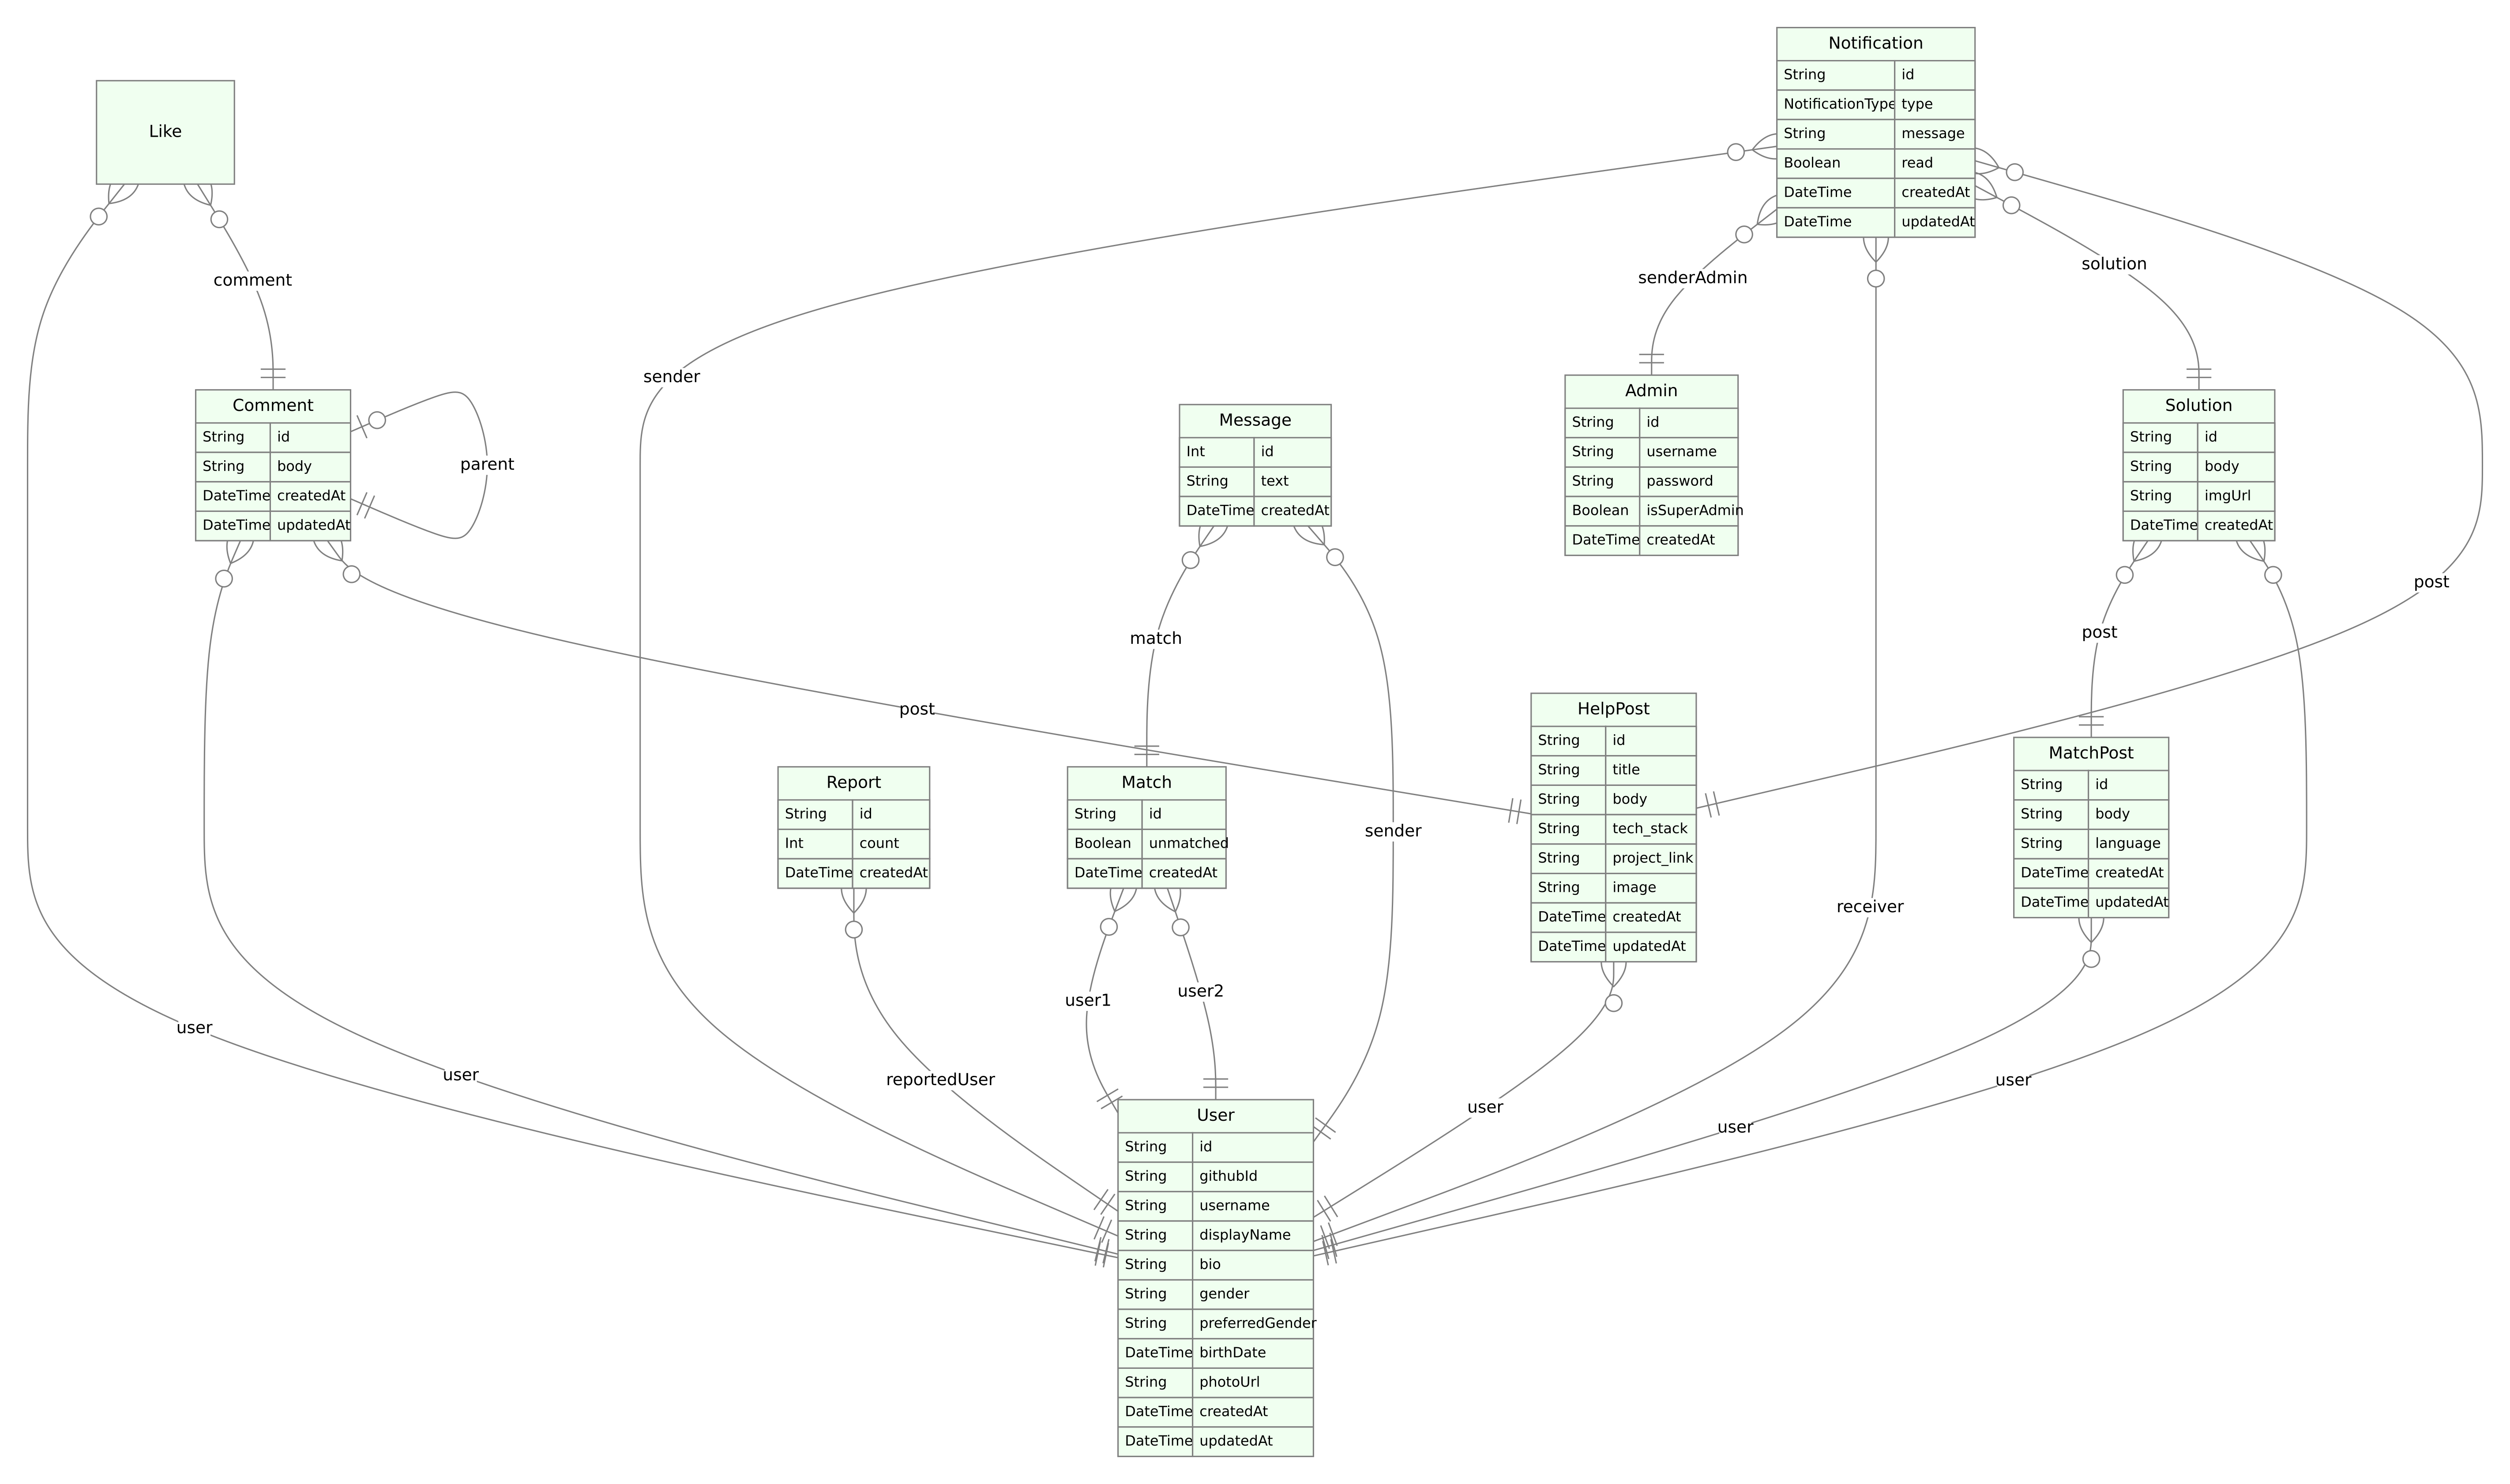 Notification
String id
NotificationType type
String message
Boolean read
DateTime createdAt
DateTime updatedAt
Like
comment
senderAdmin
solution
sender
Comment
String id
String body
DateTime createdAt
DateTime updatedAt
parent
Message
Int id
String text
DateTime createdAt
Admin
String id
String username
String password
Boolean isSuperAdmin
DateTime createdAt
Solution
String id
String body
String imgUrl
DateTime createdAt
post
match
post
post
Report
String id
Int count
DateTime createdAt
Match
String id
Boolean unmatched
DateTime createdAt
sender
HelpPost
String id
String title
String body
String tech_stack
String project_link
String image
DateTime createdAt
DateTime updatedAt
receiver
MatchPost
String id
String body
String language
DateTime createdAt
DateTime updatedAt
user1
user2
user
user
reportedUser
user
user
user
User
String id
String githubId
String username
String displayName
String bio
String gender
String preferredGender
DateTime birthDate
String photoUrl
DateTime createdAt
DateTime updatedAt